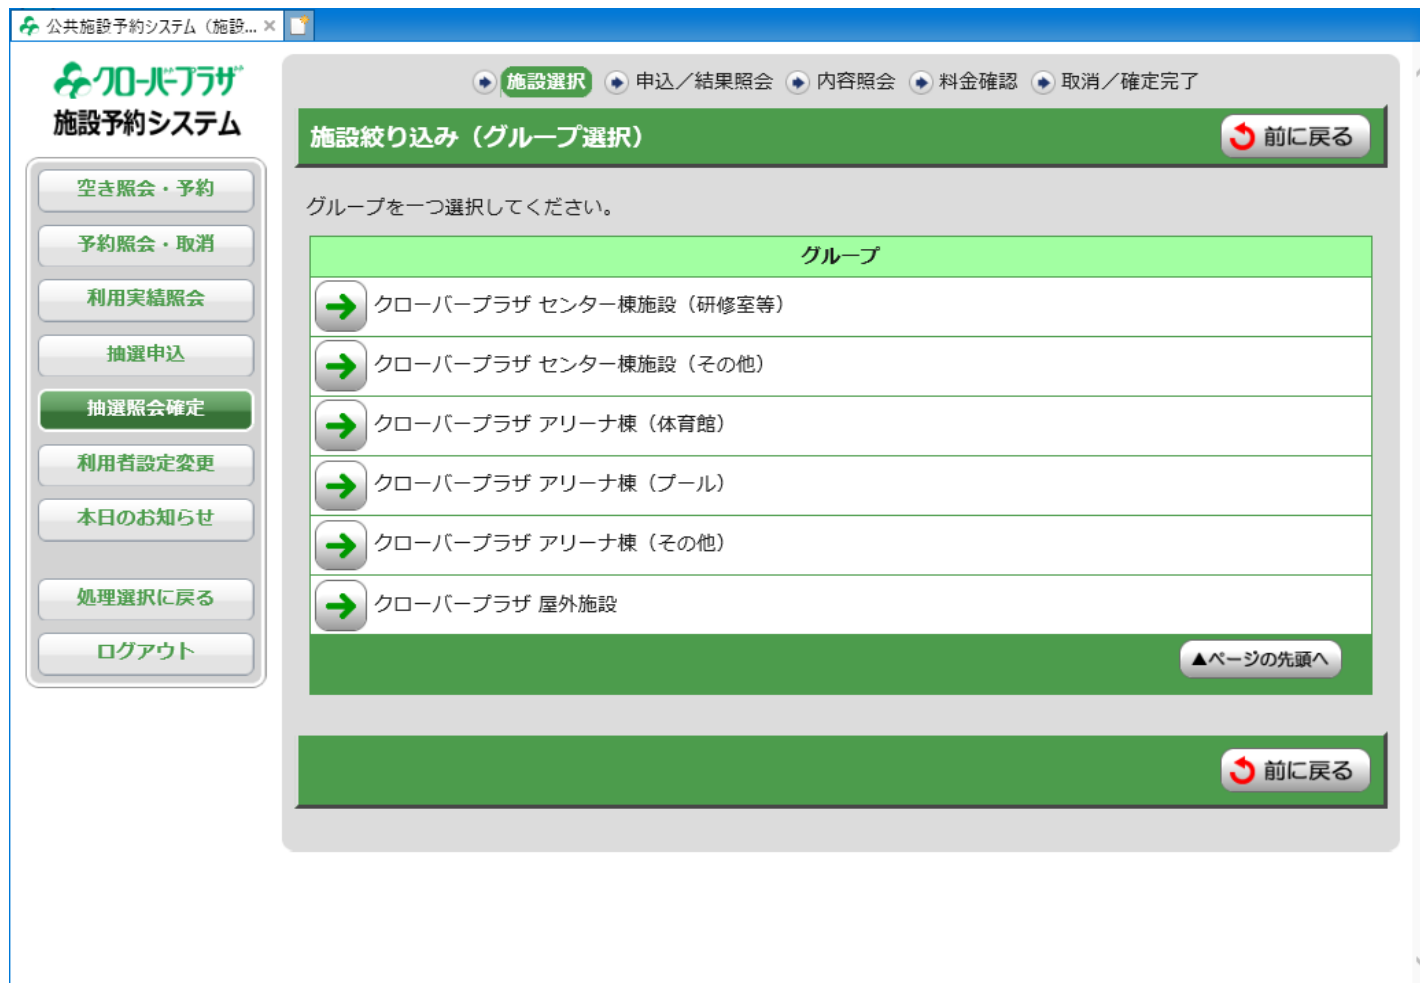 公共施設予約システム（施設...
クローバープラザ
施設予約システム
空き照会・予約
予約照会・取消
利用実績照会
抽選申込
抽選照会確定
利用者設定変更
本日のお知らせ
処理選択に戻る
ログアウト
施設選択 申込／結果照会 内容照会 料金確認 取消／確定完了
施設絞り込み（グループ選択）
前に戻る
グループを一つ選択してください。
グループ
クローバープラザ センター棟施設（研修室等）
クローバープラザ センター棟施設（その他）
クローバープラザ アリーナ棟（体育館）
クローバープラザ アリーナ棟（プール）
クローバープラザ アリーナ棟（その他）
クローバープラザ 屋外施設
▲ページの先頭へ
前に戻る